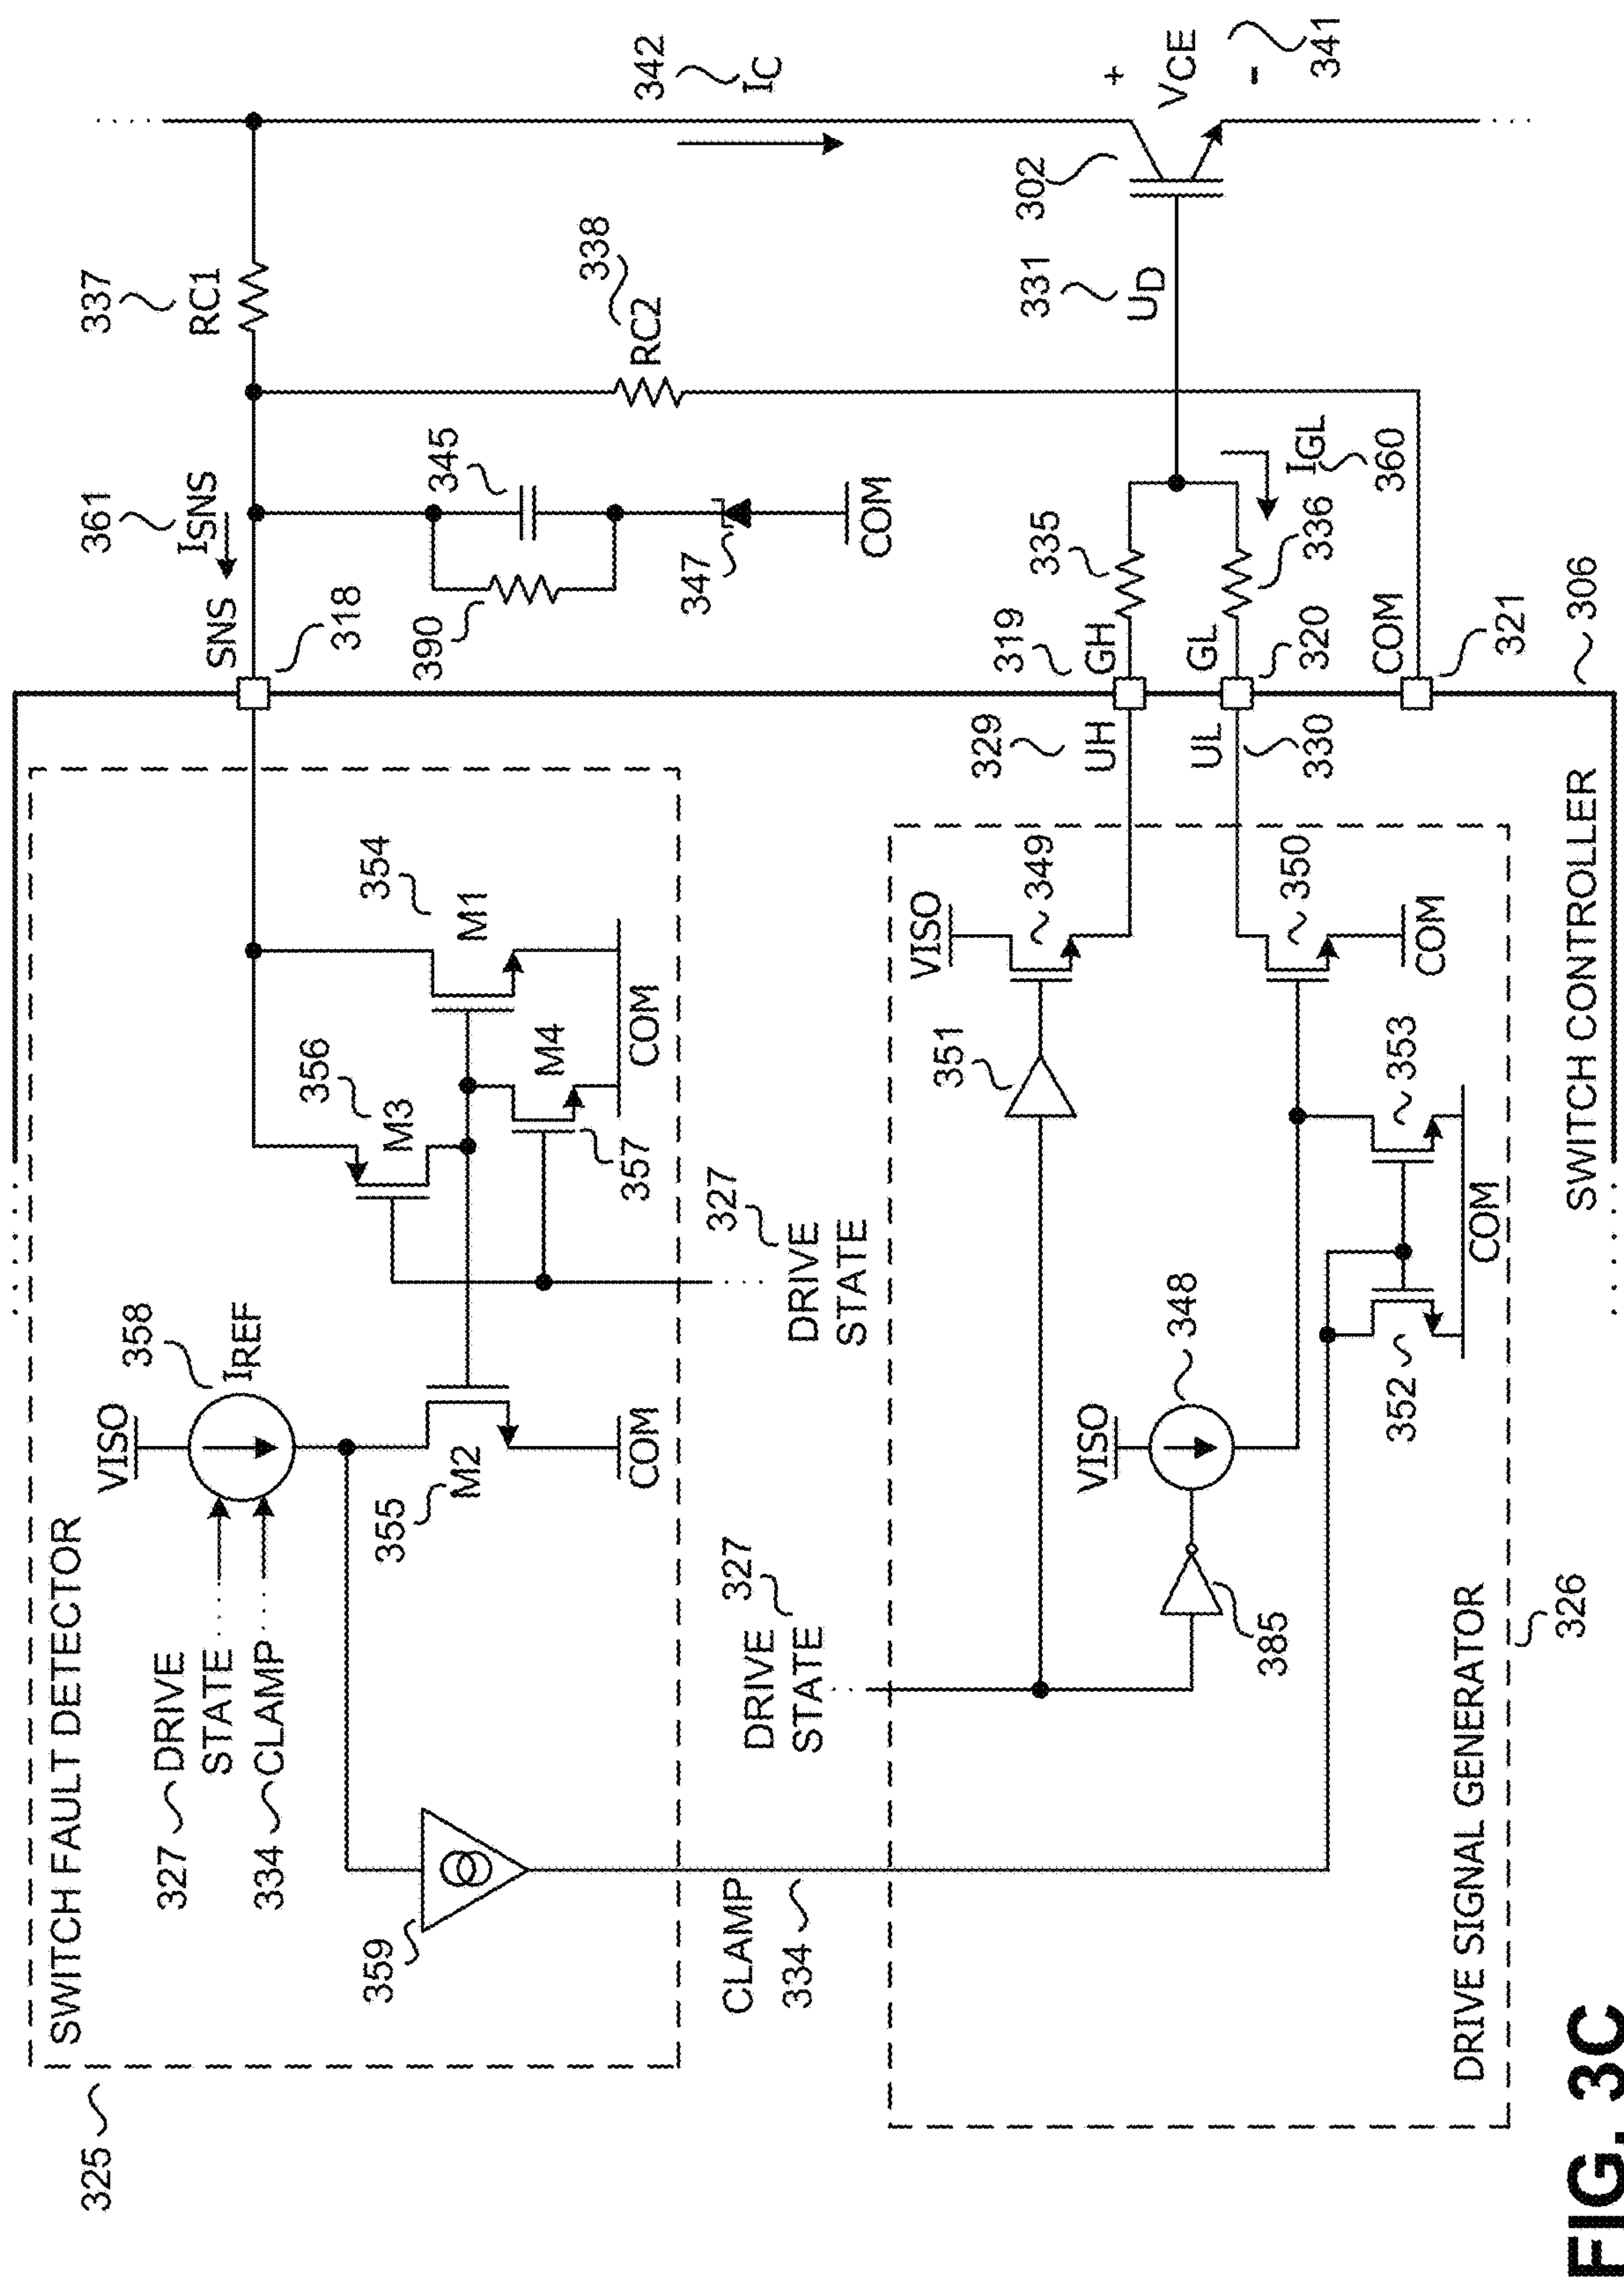 SWITCH FAULT DETECTOR
325
327
DRIVE
STATE
334
CLAMP
VISO
358
IREF
355
M2
COM
359
356
M3
354
M1
M4
357
COM
327
DRIVE
STATE
CLAMP
334
327
DRIVE
STATE
DRIVE SIGNAL GENERATOR
326
385
VISO
348
351
VISO
349
350
COM
352
353
COM
329
UH
UL
330
SWITCH CONTROLLER
306
SNS
318
361
ISNS
390
345
347
COM
337
RC1
338
RC2
342
IC
319
GH
335
GL
320
336
COM
321
IGL
360
331
UD
302
+
VCE
-
341
FIG. 3C